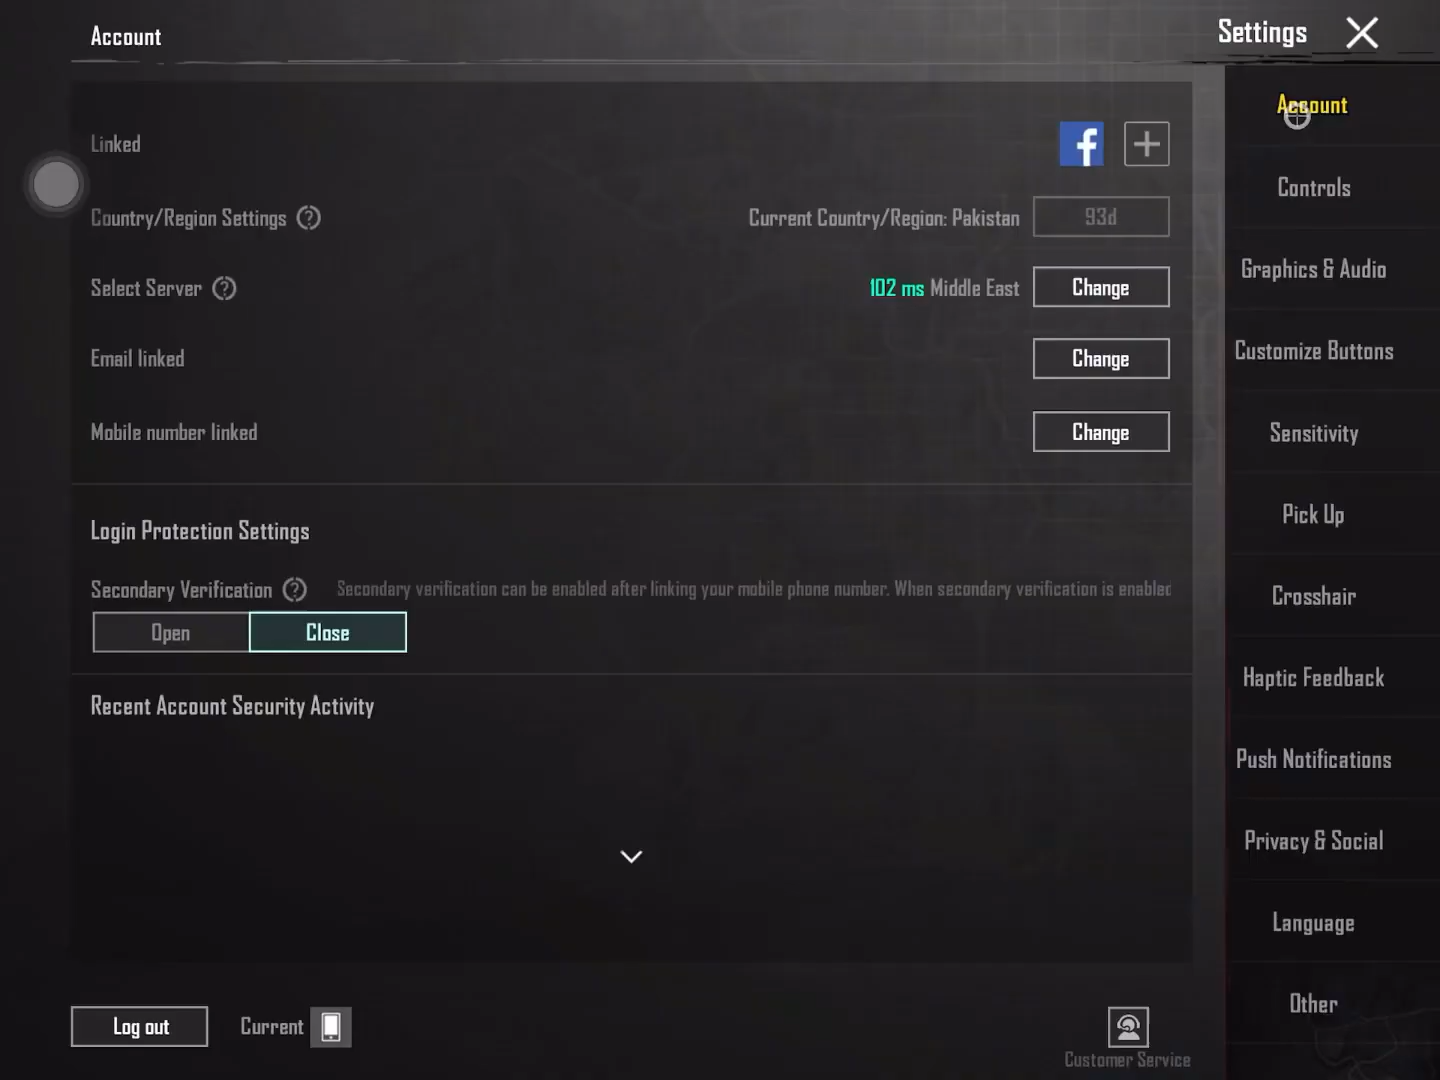 Account
Settings
Linked
Country/Region Settings
Current Country/Region: Pakistan
93d
Select Server
102 ms Middle East
Change
Email linked
Change
Mobile number linked
Change
Login Protection Settings
Secondary Verification
Secondary verification can be enabled after linking your mobile phone number. When secondary verification is enabled
Open
Close
Recent Account Security Activity
Log out
Current
Customer Service
Account
Controls
Graphics & Audio
Customize Buttons
Sensitivity
Pick Up
Crosshair
Haptic Feedback
Push Notifications
Privacy & Social
Language
Other